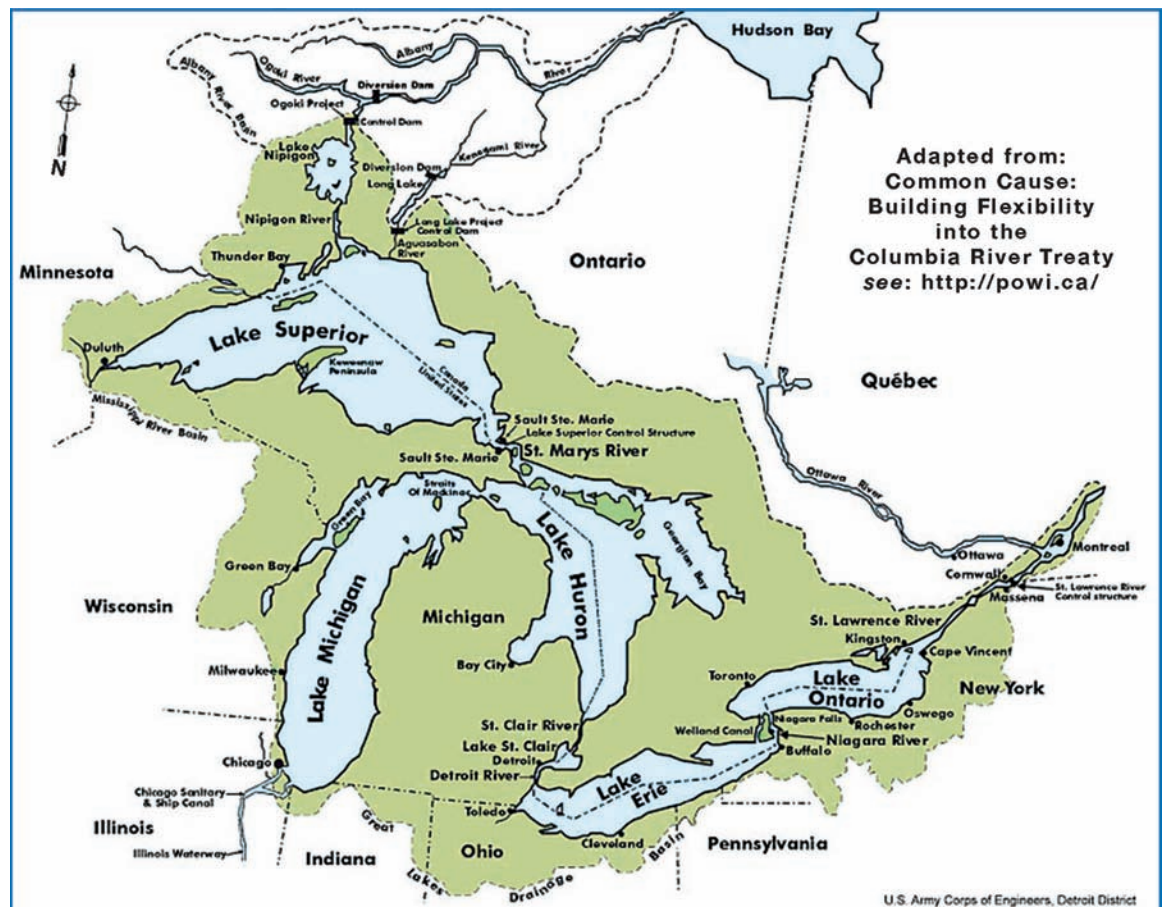 Hudson Bay
Albany
River
Ogoki River
Albany River Basin
Diversion Dam
Ogoki Project
Control Dam
Lake
Nipigon
Diversion Dam
Long Lake
Kenogami River
N
Adapted from:
Common Cause:
Building Flexibility
into the
Columbia River Treaty
see: http://powi.ca/
Nipigon River
Long Lake Project
Control Dam
Aguasabon
River
Thunder Bay
Minnesota
Ontario
Lake Superior
Duluth
Keweenaw
Peninsula
Canada
United States
Québec
Mississippi River Basin
Sault Ste. Marie
Lake Superior Control Structure
Sault Ste. Marie
St. Marys River
Straits
Of Mackinac
Green Bay
Lake Huron
Georgian Bay
Ottawa River
Green Bay
Ottawa
Montreal
Cornwall
Massena
St. Lawrence River
Control structure
Wisconsin
Lake Michigan
Michigan
St. Lawrence River
Kingston
Cape Vincent
Bay City
Milwaukee
Toronto
Lake
Ontario
New York
Oswego
Rochester
St. Clair River
Niagara Falls
Welland Canal
Niagara River
Lake St. Clair
Detroit
Buffalo
Chicago
Detroit River
Lake
Erie
Chicago Sanitary
& Ship Canal
Toledo
Cleveland
Illinois
Illinois Waterway
Indiana
Ohio
Pennsylvania
Great Lakes Drainage Basin
U.S. Army Corps of Engineers, Detroit District